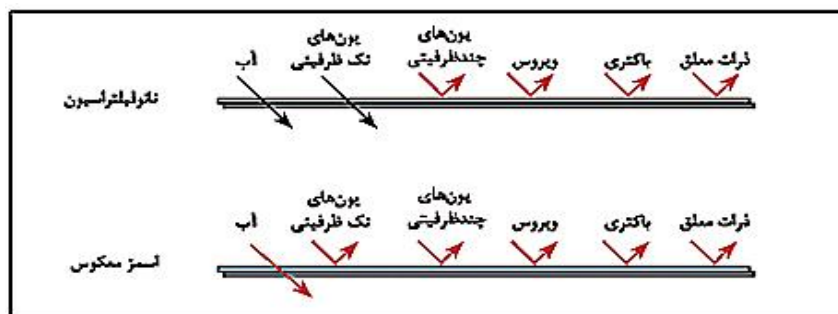 آب
یون‌های
تک ظرفیتی
یون‌های
چندظرفیتی
ویروس
باکتری
ذرات معلق
نانوفیلتراسیون
آب
یون‌های
تک ظرفیتی
یون‌های
چندظرفیتی
ویروس
باکتری
ذرات معلق
اسمز معکوس